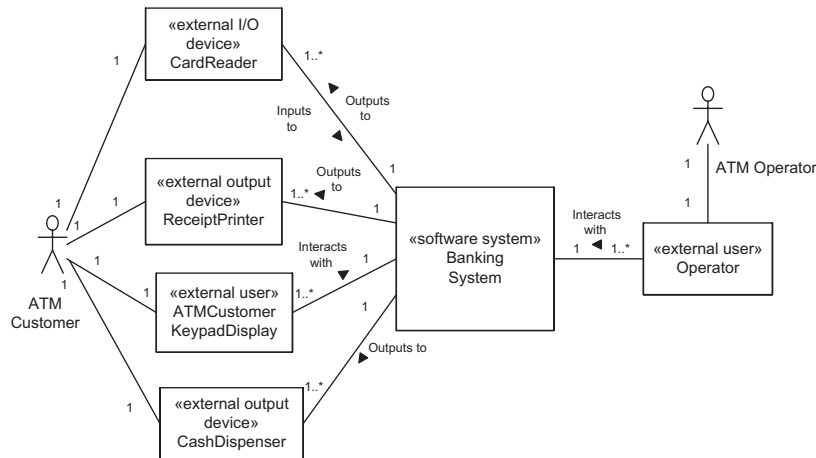 «external I/O
device»
CardReader
1
1
1..*
Outputs
to
Inputs
to
1
«external output
device»
ReceiptPrinter
1
1
1..*
Outputs
to
1
ATM
Customer
1
1
«external user»
ATMCustomer
KeypadDisplay
1..*
Interacts
with
1
1
1
«external output
device»
CashDispenser
1..*
Outputs to
1
«software system»
Banking
System
1
Interacts
with
1..*
«external user»
Operator
1
1
ATM Operator